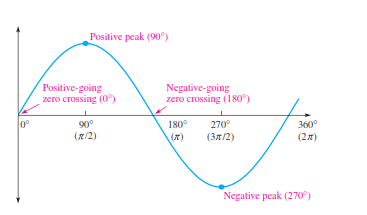 Positive peak (90°)
Positive-going
zero crossing (0°)
Negative-going
zero crossing (180°)
0°
90°
(π/2)
180°
(π)
270°
(3π/2)
360°
(2π)
Negative peak (270°)